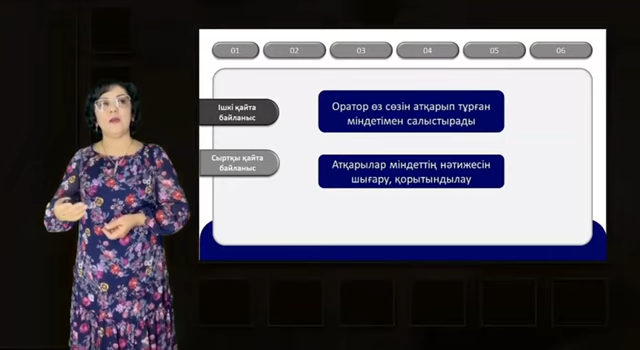 01 02 03 04 05 06
Ішкі қайта
байланыс
Оратор өз сөзін атқарып тұрған
міндетімен салыстырады
Сыртқы қайта
байланыс
Атқарылар міндеттің нәтижесін
шығару, қорытындылау